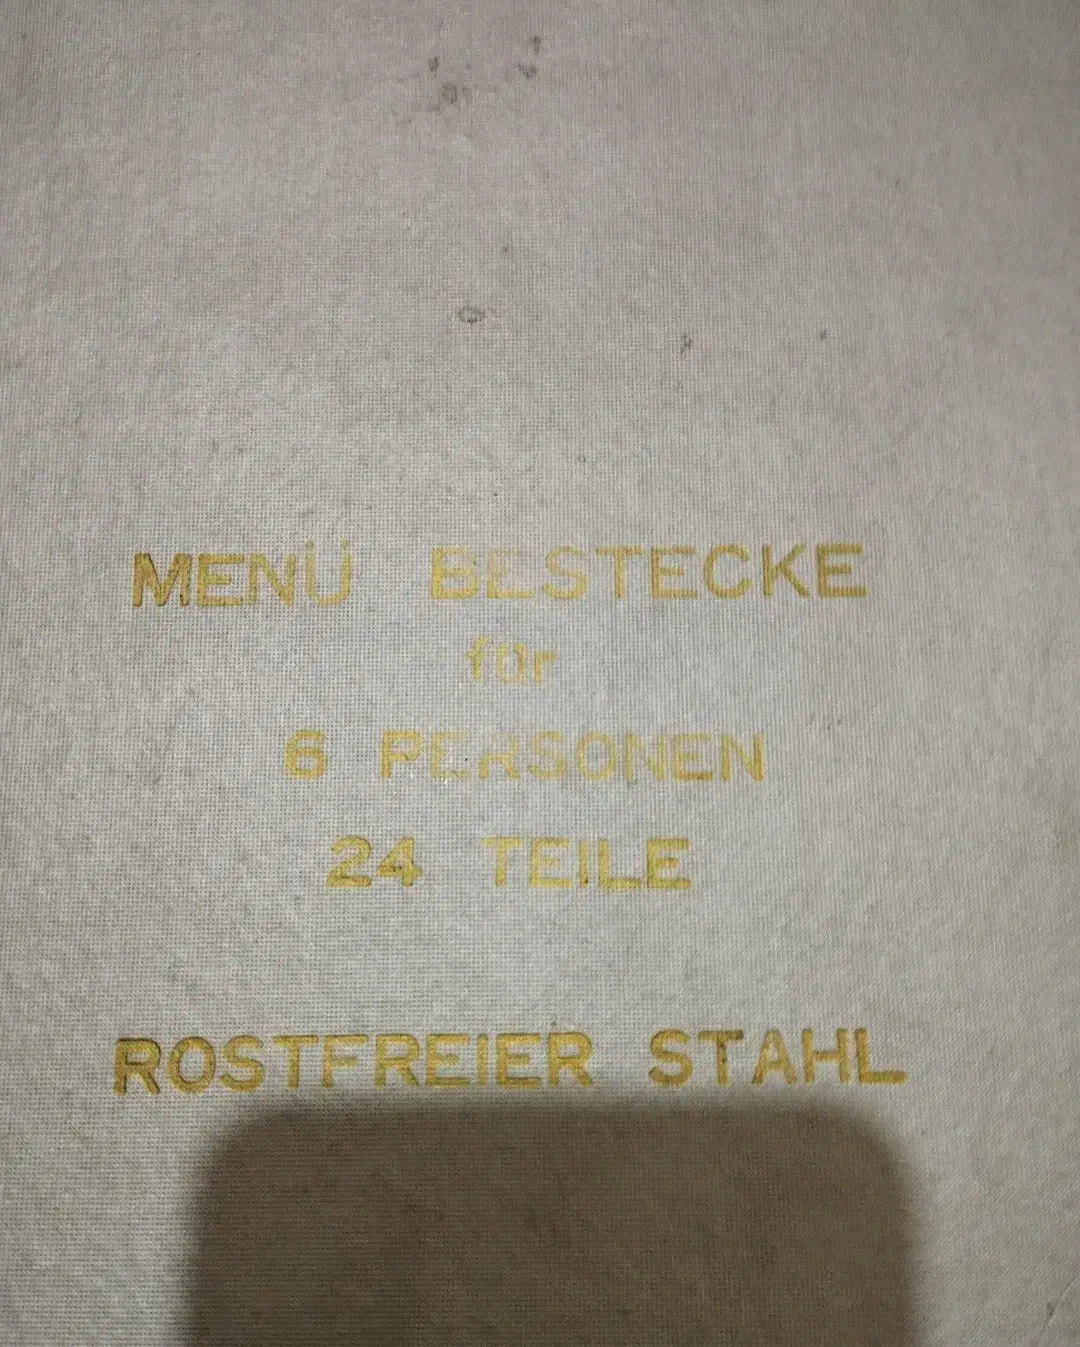 MENÜ BESTECKE
für
6 PERSONEN
24 TEILE
ROSTFREIER STAHL